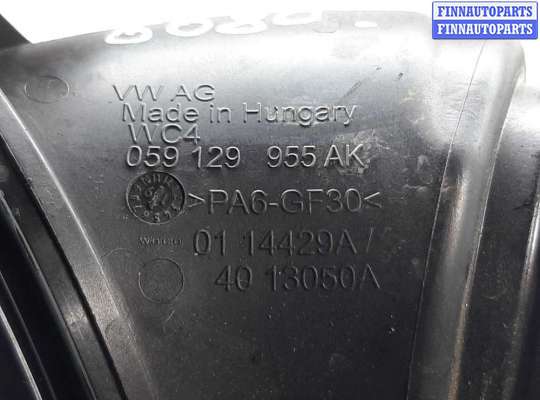 FINNAUTOPARTS
FINNAUTOPARTS
VW AG
Made in Hungary
WC4
059 129 955 AK
>PA6-GF30<
01 14429A/
40 13050A